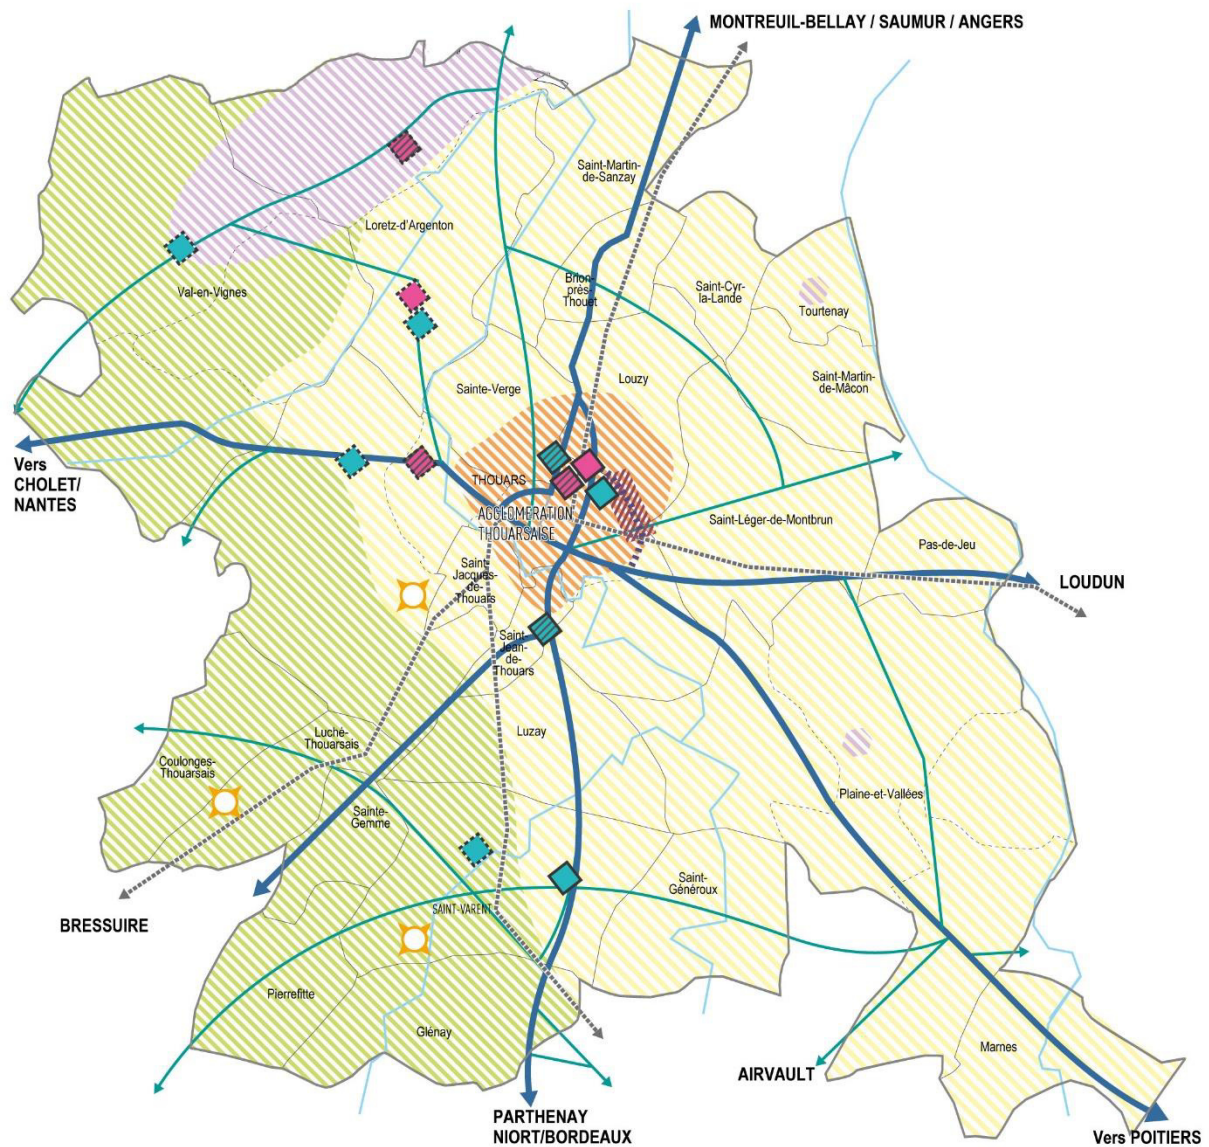 MONTREUIL-BELLAY / SAUMUR / ANGERS
Saint-Martin-
de-Sanzay
Loretz-d'Argenton
Val-en-Vignes
Brion-
près-
Thouet
Saint-Cyr-
la-Lande
Tourtenay
Saint-Martin-
de-Mâcon
Sainte-Verge
Louzy
Vers
CHOLET/
NANTES
THOUARS
AGGLOMERATION
THOUARSAISE
Saint-Léger-de-Montbrun
Pas-de-Jeu
LOUDUN
Saint-
Jacques-
de-
Thouars
Saint-
Jean-
de-
Thouars
Luzay
Luché-
Thouarsais
Coulonges-
Thouarsais
Sainte-
Gemme
Plaine-et-Vallées
Saint-
Généroux
SAINT-VARENT
BRESSUIRE
Pierrefitte
Glénay
Marnes
AIRVAULT
PARTHENAY
NIORT/BORDEAUX
Vers POITIERS